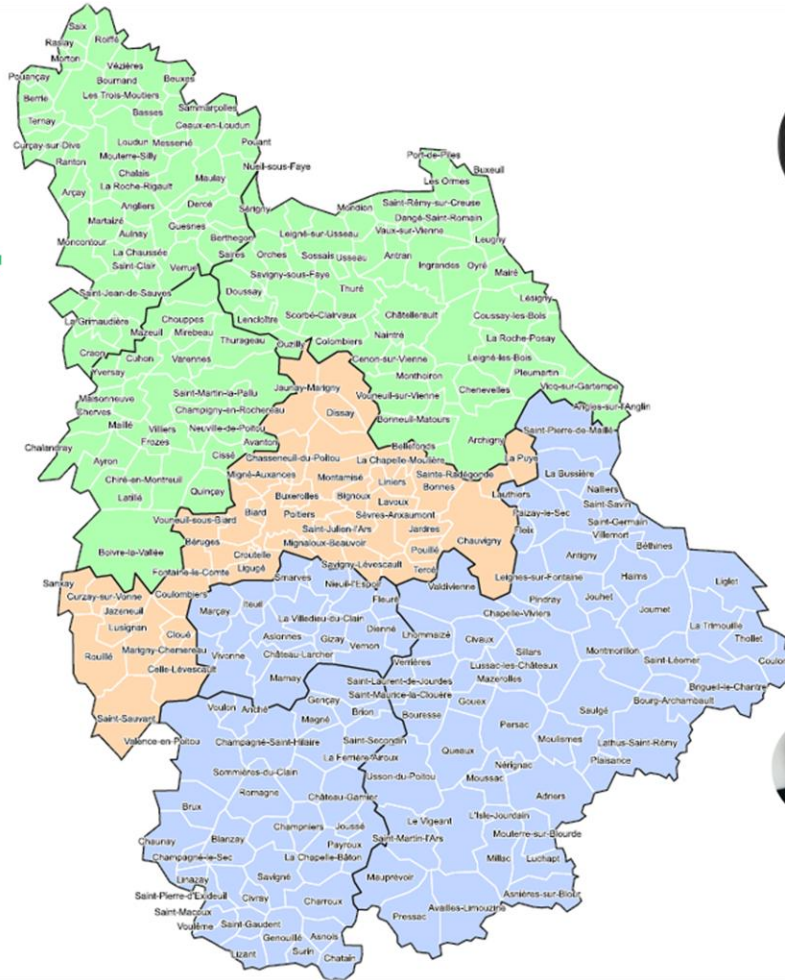 Saix
Roiffé
Raslay
Morton
Vézières
Pouançay
Bournand
Beuxes
Berrie
Les Trois-Moutiers
Sammarçolles
Ternay
Basses
Ceaux-en-Loudun
Curçay-sur-Dive
Loudun
Messemé
Pouant
Mouterre-Silly
Ranton
Nueil-sous-Faye
Chalais
Maulay
La Roche-Rigault
Arçay
Angliers
Dercé
Sérigny
Martaizé
Aulnay
Guesnes
Moncontour
Berthegon
La Chaussée
Saires
Saint-Clair
Verrue
Port-de-Piles
Buxeuil
Les Ormes
Mondion
Saint-Rémy-sur-Creuse
Dangé-Saint-Romain
Leigné-sur-Usseau
Vaux-sur-Vienne
Leugny
Orches
Sossais
Usseau
Antran
Ingrandes
Oyré
Mairé
Savigny-sous-Faye
Thuré
Saint-Jean-de-Sauves
Doussay
Lésigny
La Grimaudière
Chouppes
Lencloître
Scorbé-Clairvaux
Châtellerault
Coussay-les-Bois
Mazeuil
Mirebeau
Thurageau
Ouzilly
Colombiers
Naintré
La Roche-Posay
Craon
Cuhon
Varennes
Cenon-sur-Vienne
Leigné-les-Bois
Yversay
Monthoiron
Pleumartin
Jaunay-Marigny
Vicq-sur-Gartempe
Maisonneuve
Saint-Martin-la-Pallu
Vouneuil-sur-Vienne
Chenevelles
Cherves
Champigny-en-Rochereau
Dissay
Angles-sur-l'Anglin
Maillé
Villiers
Neuville-de-Poitou
Bonneuil-Matours
Saint-Pierre-de-Maillé
Frozes
Avanton
Archigny
Chalandray
Bellefonds
Ayron
Cissé
Chasseneuil-du-Poitou
La Chapelle-Moulière
La Puye
Chiré-en-Montreuil
Migné-Auxances
Montamisé
Sainte-Radégonde
La Bussière
Latillé
Quinçay
Liniers
Bonnes
Nalliers
Buxerolles
Bignoux
Lavoux
Lauthiers
Saint-Savin
Vouneuil-sous-Biard
Biard
Poitiers
Sèvres-Anxaumont
Paizay-le-Sec
Saint-Germain
Saint-Julien-l'Ars
Jardres
Fleix
Villemort
Béruges
Mignaloux-Beauvoir
Chauvigny
Béthines
Boivre-la-Vallée
Croutelle
Pouillé
Antigny
Fontaine-le-Comte
Ligugé
Savigny-Lévescault
Tercé
Sanxay
Smarves
Nieuil-l'Espoir
Valdivienne
Leignes-sur-Fontaine
Haims
Liglet
Curzay-sur-Vonne
Coulombiers
Iteuil
Fleuré
Pindray
Jouhet
Journet
Jazeneuil
Marçay
La Villedieu-du-Clain
Chapelle-Viviers
La Trimouille
Lusignan
Cloué
Aslonnes
Gizay
Dienné
Lhommaizé
Civaux
Thollet
Rouillé
Marigny-Chemereau
Vivonne
Château-Larcher
Vernon
Sillars
Montmorillon
Saint-Léomer
Coulon
Celle-Lévescault
Marnay
Verrières
Lussac-les-Châteaux
Saint-Laurent-de-Jourdes
Mazerolles
Brigueil-le-Chantre
Saint-Sauvant
Voulon
Anché
Gençay
Saint-Maurice-la-Clouère
Gouex
Bourg-Archambault
Magné
Brion
Bouresse
Saulgé
Valence-en-Poitou
Champagné-Saint-Hilaire
Saint-Secondin
Persac
Moulismes
Lathus-Saint-Rémy
La Ferrière-Airoux
Queaux
Plaisance
Sommières-du-Clain
Usson-du-Poitou
Nérignac
Moussac
Romagne
Château-Garnier
Adriers
Brux
L'Isle-Jourdain
Champniers
Joussé
Le Vigeant
Chaunay
Blanzay
Payroux
Saint-Martin-l'Ars
Mouterre-sur-Blourde
Champagné-le-Sec
La Chapelle-Bâton
Millac
Luchapt
Linazay
Savigné
Mauprévoir
Saint-Pierre-d'Exideuil
Civray
Charroux
Asnières-sur-Blour
Saint-Macoux
Availles-Limouzine
Voulême
Saint-Gaudent
Pressac
Genouillé
Asnois
Lizant
Surin
Chatain